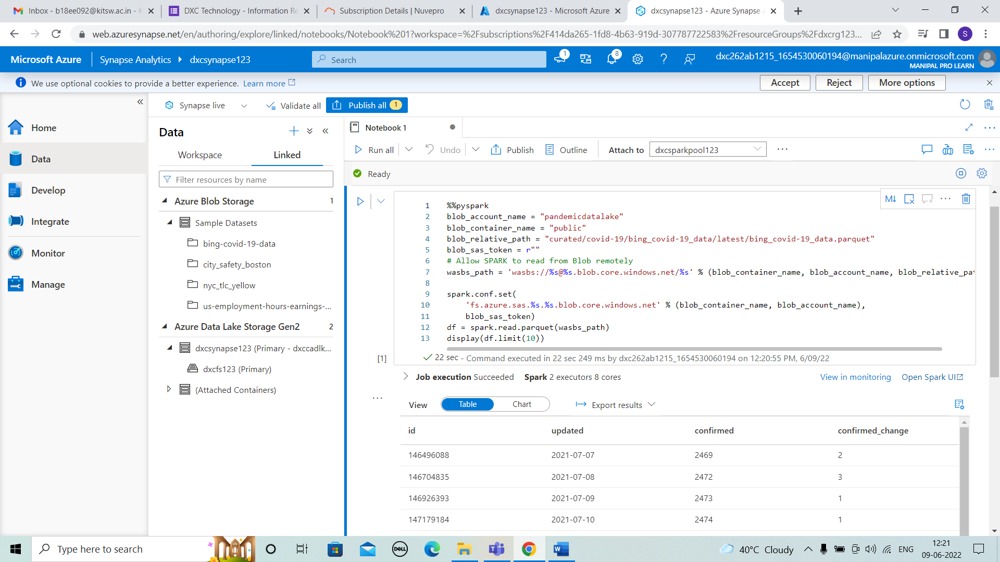 Inbox - b18ee092@kitsw.ac.in -
DXC Technology - Information Re
Subscription Details | Nuvepro
dxcsynapse123 - Microsoft Azure
dxcsynapse123 - Azure Synapse
web.azuresynapse.net/en/authoring/explore/linked/notebooks/Notebook%201?workspace=%2Fsubscriptions%2F414da265-1fd8-4b63-919d-307787722583%2FresourceGroups%2Fdxcrg123...
S
Microsoft Azure
Synapse Analytics
dxcsynapse123
Search
1
8
dxc262ab1215_1654530060194@manipalazure.onmicrosoft.com
MANIPAL PRO LEARN
We use optional cookies to provide a better experience. Learn more
Accept
Reject
More options
Synapse live
Validate all
Publish all 1
Home
Data
Develop
Integrate
Monitor
Manage
Data
Workspace
Linked
Filter resources by name
Azure Blob Storage 1
Sample Datasets
bing-covid-19-data
city_safety_boston
nyc_tlc_yellow
us-employment-hours-earnings-...
Azure Data Lake Storage Gen2 2
dxcsynapse123 (Primary - dxccadlk...
dxcfs123 (Primary)
(Attached Containers)
Notebook 1
Run all
Undo
Publish
Outline
Attach to
dxcsparkpool123
Ready
M↓
1 %%pyspark
2 blob_account_name = "pandemicdatalake"
3 blob_container_name = "public"
4 blob_relative_path = "curated/covid-19/bing_covid-19_data/latest/bing_covid-19_data.parquet"
5 blob_sas_token = r""
6 # Allow SPARK to read from Blob remotely
7 wasbs_path = 'wasbs://%s@%s.blob.core.windows.net/%s' % (blob_container_name, blob_account_name, blob_relative_pat
8
9 spark.conf.set(
10 'fs.azure.sas.%s.%s.blob.core.windows.net' % (blob_container_name, blob_account_name),
11 blob_sas_token)
12 df = spark.read.parquet(wasbs_path)
13 display(df.limit(10))
[1]
22 sec - Command executed in 22 sec 249 ms by dxc262ab1215_1654530060194 on 12:20:55 PM, 6/09/22
Job execution Succeeded Spark 2 executors 8 cores
View in monitoring
Open Spark UI
View
Table
Chart
Export results
id updated confirmed confirmed_change
146496088 2021-07-07 2469 2
146704835 2021-07-08 2472 3
146926393 2021-07-09 2473 1
147179184 2021-07-10 2474 1
Type here to search
DELL
W
40°C Cloudy
ENG
12:21
09-06-2022